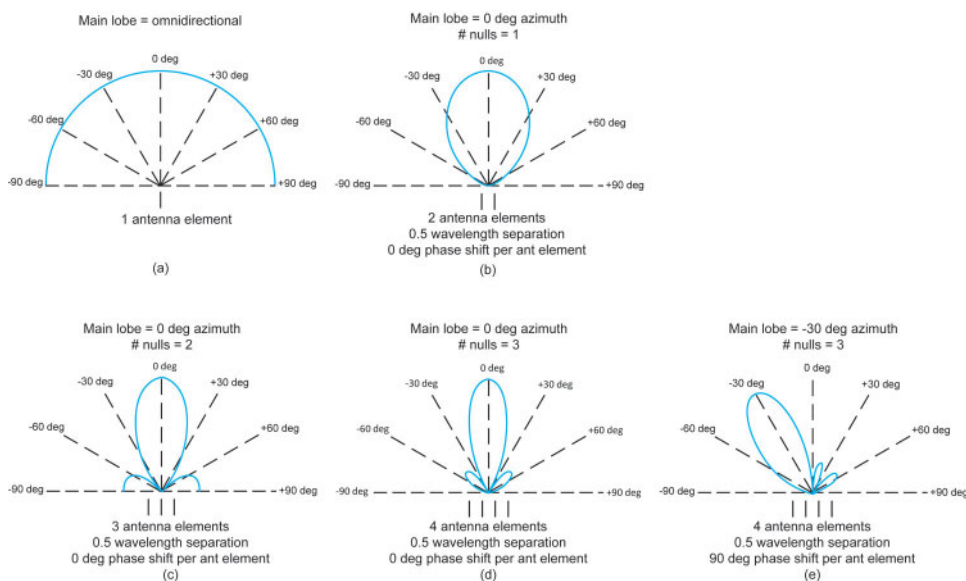 Main lobe = omnidirectional
0 deg
-30 deg
+30 deg
-60 deg
+60 deg
-90 deg
+90 deg
1 antenna element
(a)
Main lobe = 0 deg azimuth
# nulls = 1
0 deg
-30 deg
+30 deg
-60 deg
+60 deg
-90 deg
+90 deg
2 antenna elements
0.5 wavelength separation
0 deg phase shift per ant element
(b)
Main lobe = 0 deg azimuth
# nulls = 2
0 deg
-30 deg
+30 deg
-60 deg
+60 deg
-90 deg
+90 deg
3 antenna elements
0.5 wavelength separation
0 deg phase shift per ant element
(c)
Main lobe = 0 deg azimuth
# nulls = 3
0 deg
-30 deg
+30 deg
-60 deg
+60 deg
-90 deg
+90 deg
4 antenna elements
0.5 wavelength separation
0 deg phase shift per ant element
(d)
Main lobe = -30 deg azimuth
# nulls = 3
0 deg
-30 deg
+30 deg
-60 deg
+60 deg
-90 deg
+90 deg
4 antenna elements
0.5 wavelength separation
90 deg phase shift per ant element
(e)